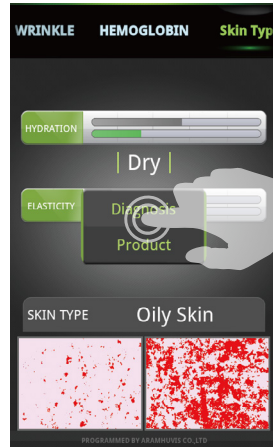 WRINKLE HEMOGLOBIN Skin Typ
HYDRATION
| Dry |
ELASTICITY
Diagnosis
Product
SKIN TYPE Oily Skin
PROGRAMMED BY ARAMHUVIS CO.,LTD